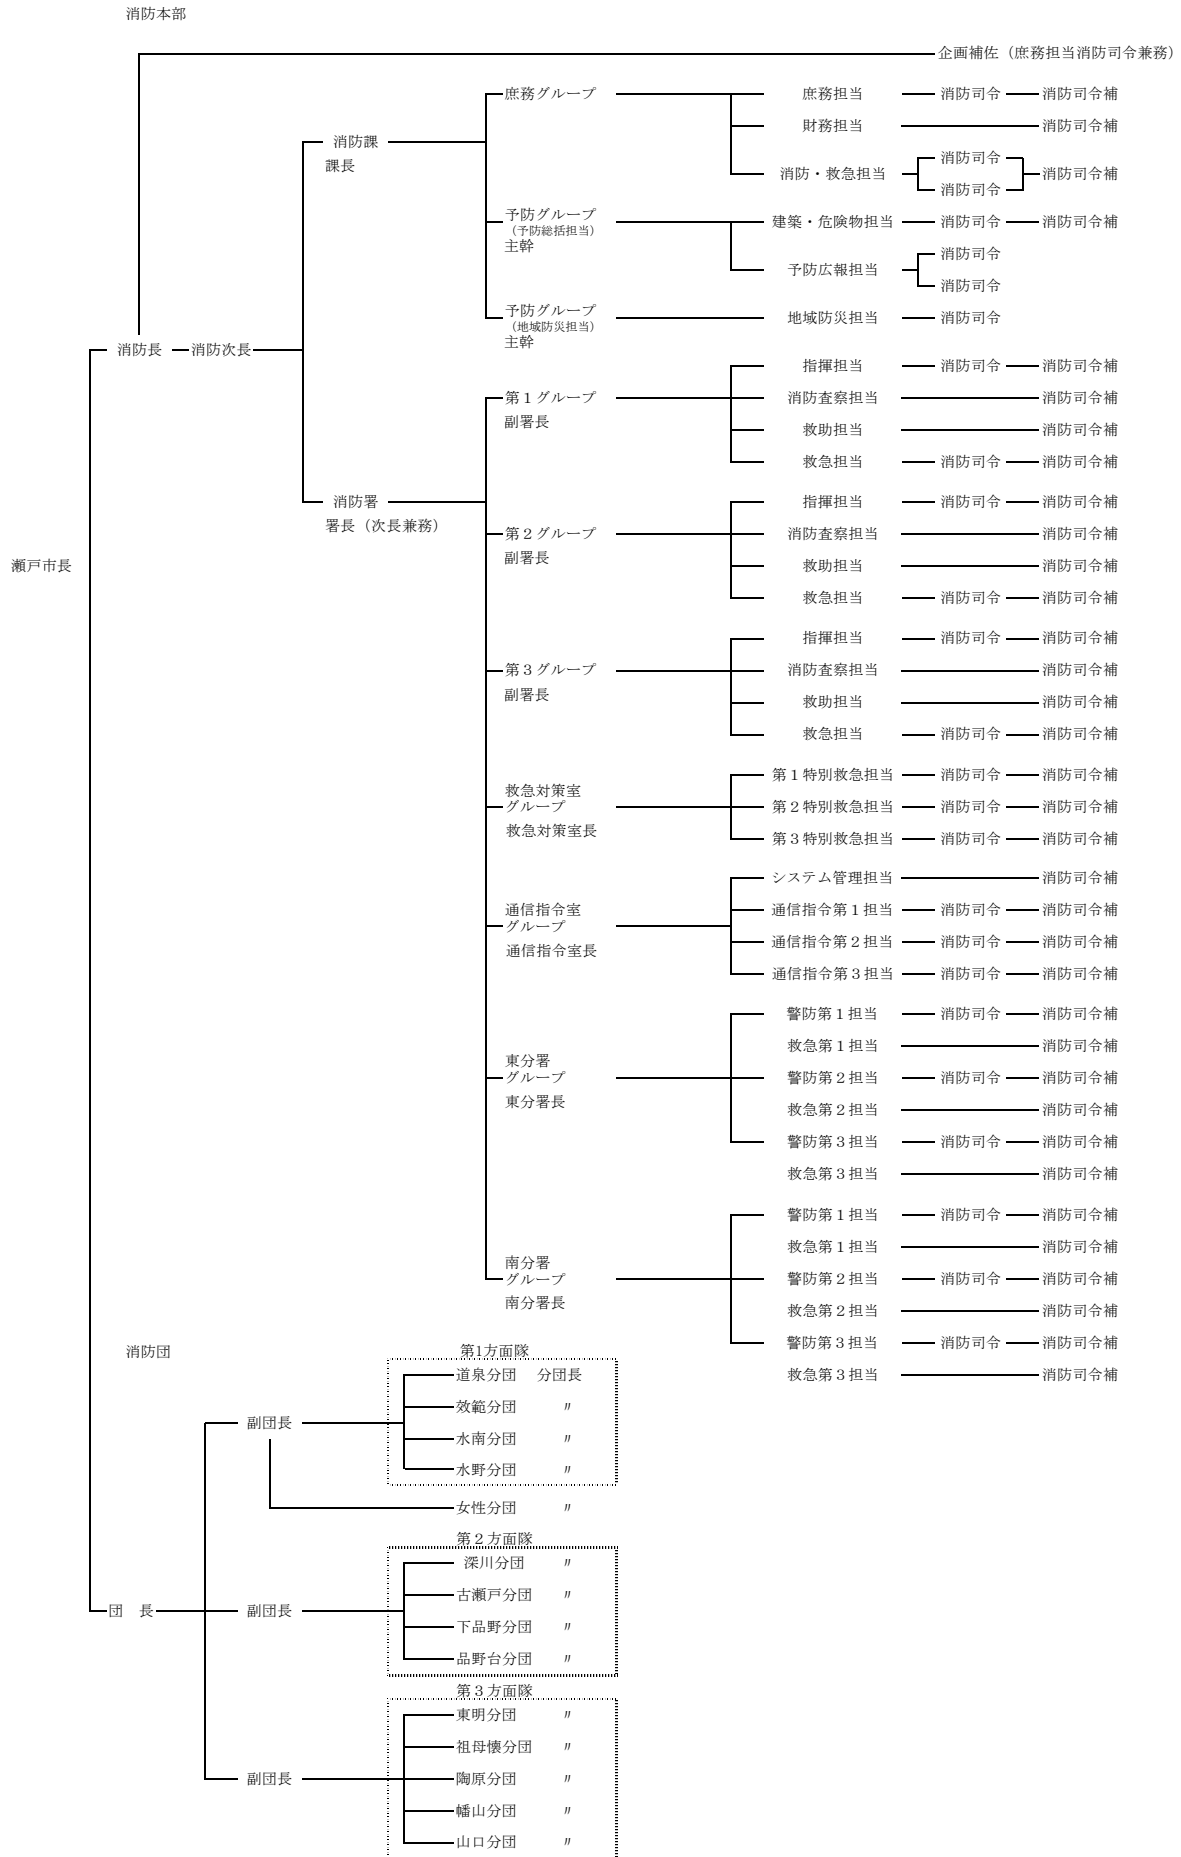 消防本部
企画補佐（庶務担当消防司令兼務）
庶務グループ 庶務担当 消防司令 消防司令補
財務担当 消防司令補
消防課
課長
消防・救急担当 消防司令 消防司令 消防司令補
予防グループ
（予防総括担当）
主幹
建築・危険物担当 消防司令 消防司令補
予防広報担当 消防司令 消防司令
予防グループ
（地域防災担当）
主幹
地域防災担当 消防司令
消防長 消防次長
第１グループ
副署長
指揮担当 消防司令 消防司令補
消防査察担当 消防司令補
救助担当 消防司令補
救急担当 消防司令 消防司令補
消防署
署長（次長兼務）
第２グループ
副署長
指揮担当 消防司令 消防司令補
消防査察担当 消防司令補
救助担当 消防司令補
救急担当 消防司令 消防司令補
瀬戸市長
第３グループ
副署長
指揮担当 消防司令 消防司令補
消防査察担当 消防司令補
救助担当 消防司令補
救急担当 消防司令 消防司令補
救急対策室
グループ
救急対策室長
第１特別救急担当 消防司令 消防司令補
第２特別救急担当 消防司令 消防司令補
第３特別救急担当 消防司令 消防司令補
通信指令室
グループ
通信指令室長
システム管理担当 消防司令補
通信指令第１担当 消防司令 消防司令補
通信指令第２担当 消防司令 消防司令補
通信指令第３担当 消防司令 消防司令補
東分署
グループ
東分署長
警防第１担当 消防司令 消防司令補
救急第１担当 消防司令補
警防第２担当 消防司令 消防司令補
救急第２担当 消防司令補
警防第３担当 消防司令 消防司令補
救急第３担当 消防司令補
南分署
グループ
南分署長
警防第１担当 消防司令 消防司令補
救急第１担当 消防司令補
警防第２担当 消防司令 消防司令補
救急第２担当 消防司令補
警防第３担当 消防司令 消防司令補
救急第３担当 消防司令補
消防団
第1方面隊
道泉分団 分団長
効範分団 〃
副団長
水南分団 〃
水野分団 〃
女性分団 〃
第２方面隊
深川分団 〃
古瀬戸分団 〃
団　長 副団長
下品野分団 〃
品野台分団 〃
第３方面隊
東明分団 〃
祖母懐分団 〃
副団長 陶原分団 〃
幡山分団 〃
山口分団 〃